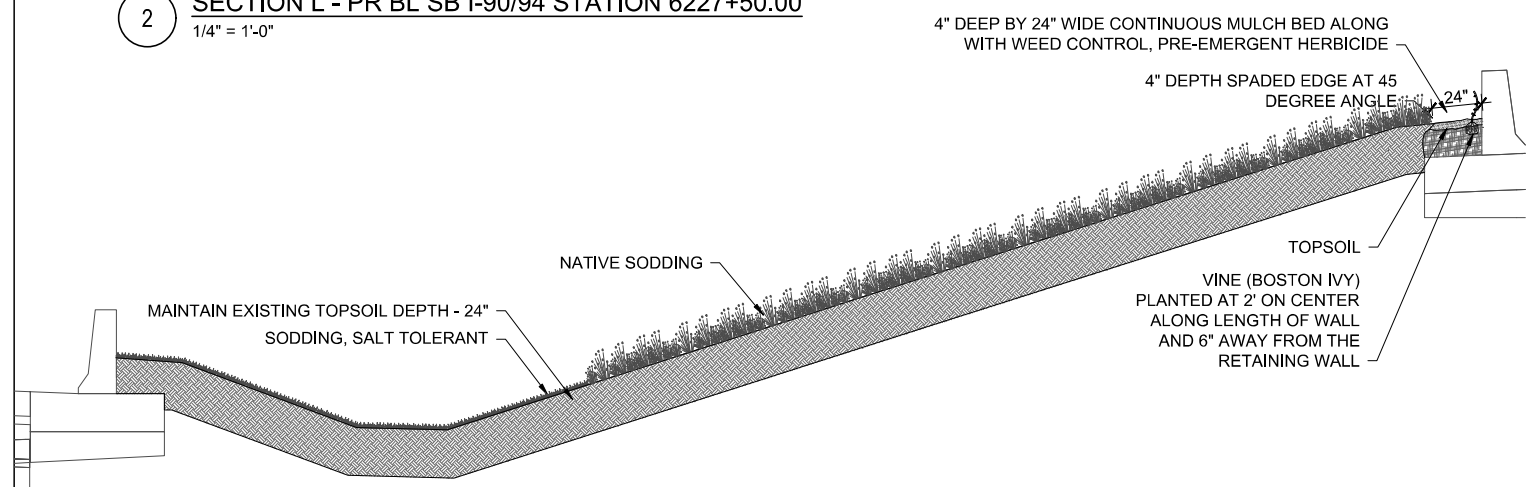 2
SECTION L - PR BL SB I-90/94 STATION 6227+50.00
1/4" = 1'-0"
4" DEEP BY 24" WIDE CONTINUOUS MULCH BED ALONG
WITH WEED CONTROL, PRE-EMERGENT HERBICIDE
4" DEPTH SPADED EDGE AT 45
DEGREE ANGLE
24"
NATIVE SODDING
MAINTAIN EXISTING TOPSOIL DEPTH - 24"
SODDING, SALT TOLERANT
TOPSOIL
VINE (BOSTON IVY)
PLANTED AT 2' ON CENTER
ALONG LENGTH OF WALL
AND 6" AWAY FROM THE
RETAINING WALL